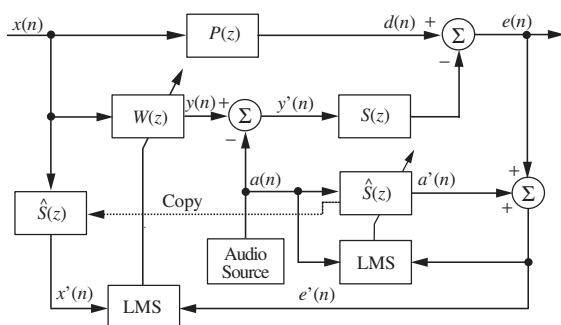 x(n)
P(z)
d(n)
+
Σ
e(n)
−
W(z)
y(n)
+
Σ
y'(n)
S(z)
−
a(n)
Ŝ(z)
Copy
Ŝ(z)
a'(n)
+
+
Σ
Audio
Source
LMS
x'(n)
LMS
e'(n)